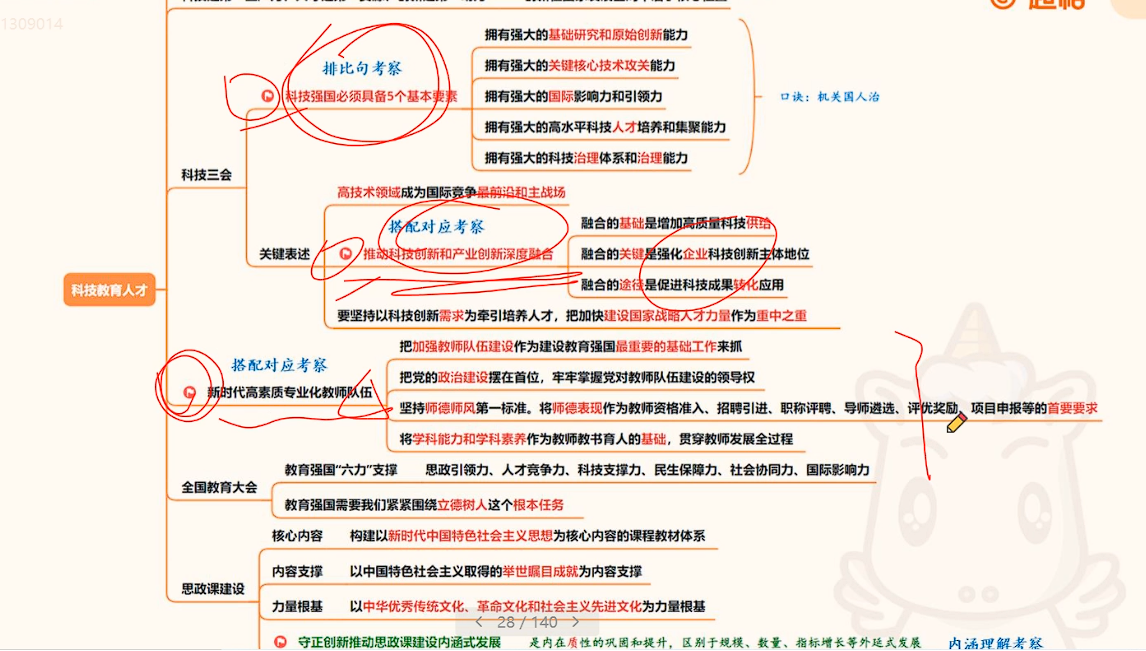 1309014
超格
排比句考察
科技强国必须具备5个基本要素
拥有强大的基础研究和原始创新能力
拥有强大的关键核心技术攻关能力
拥有强大的国际影响力和引领力
拥有强大的高水平科技人才培养和集聚能力
拥有强大的科技治理体系和治理能力
口诀：机关国人治
科技三会
高技术领域成为国际竞争最前沿和主战场
搭配对应考察
关键表述
推动科技创新和产业创新深度融合
融合的基础是增加高质量科技供给
融合的关键是强化企业科技创新主体地位
融合的途径是促进科技成果转化应用
要坚持以科技创新需求为牵引培养人才，把加快建设国家战略人才力量作为重中之重
科技教育人才
搭配对应考察
新时代高素质专业化教师队伍
把加强教师队伍建设作为建设教育强国最重要的基础工作来抓
把党的政治建设摆在首位，牢牢掌握党对教师队伍建设的领导权
坚持师德师风第一标准。将师德表现作为教师资格准入、招聘引进、职称评聘、导师遴选、评优奖励、项目申报等的首要要求
将学科能力和学科素养作为教师教书育人的基础，贯穿教师发展全过程
全国教育大会
教育强国“六力”支撑 思政引领力、人才竞争力、科技支撑力、民生保障力、社会协同力、国际影响力
教育强国需要我们紧紧围绕立德树人这个根本任务
思政课建设
核心内容 构建以新时代中国特色社会主义思想为核心内容的课程教材体系
内容支撑 以中国特色社会主义取得的举世瞩目成就为内容支撑
力量根基 以中华优秀传统文化、革命文化和社会主义先进文化为力量根基
28 / 140
守正创新推动思政课建设内涵式发展 是内在质性的巩固和提升，区别于规模、数量、指标增长等外延式发展 内涵理解考察